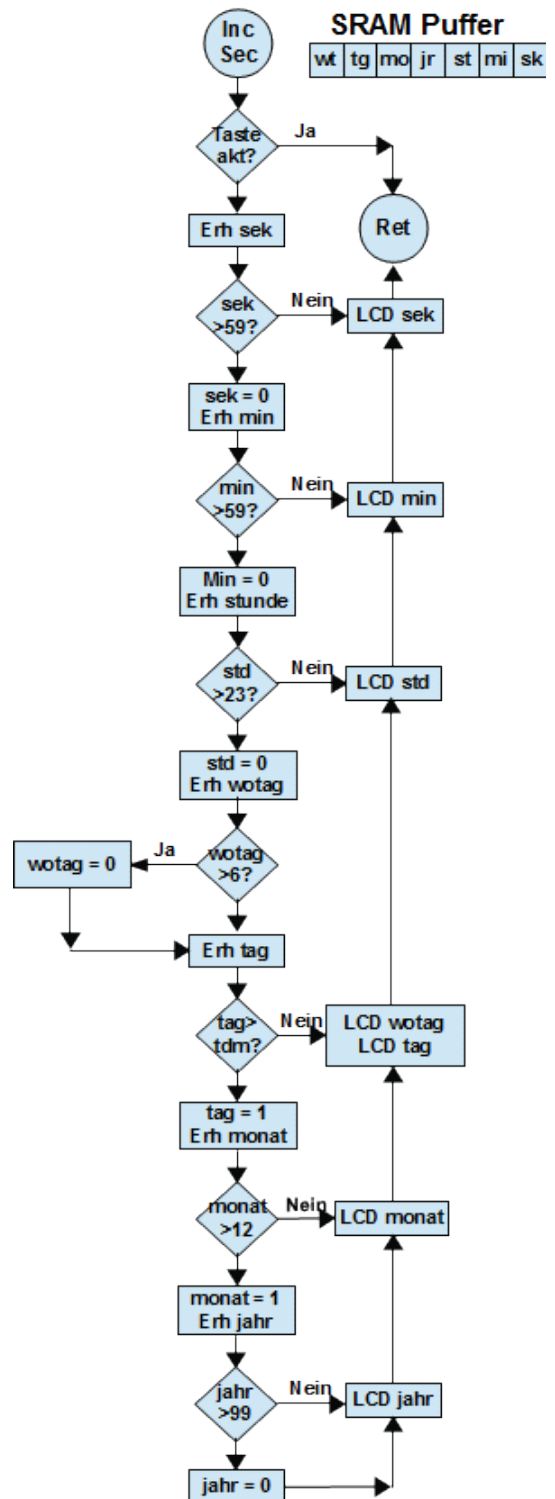 Inc
Sec
SRAM Puffer
wt tg mo jr st mi sk
Taste
akt?
Ja
Ret
Erh sek
sek
>59?
Nein
LCD sek
sek = 0
Erh min
min
>59?
Nein
LCD min
Min = 0
Erh stunde
std
>23?
Nein
LCD std
std = 0
Erh wotag
wotag
>6?
Ja
wotag = 0
Erh tag
tag>
tdm?
Nein
LCD wotag
LCD tag
tag = 1
Erh monat
monat
>12
Nein
LCD monat
monat = 1
Erh jahr
jahr
>99
Nein
LCD jahr
jahr = 0